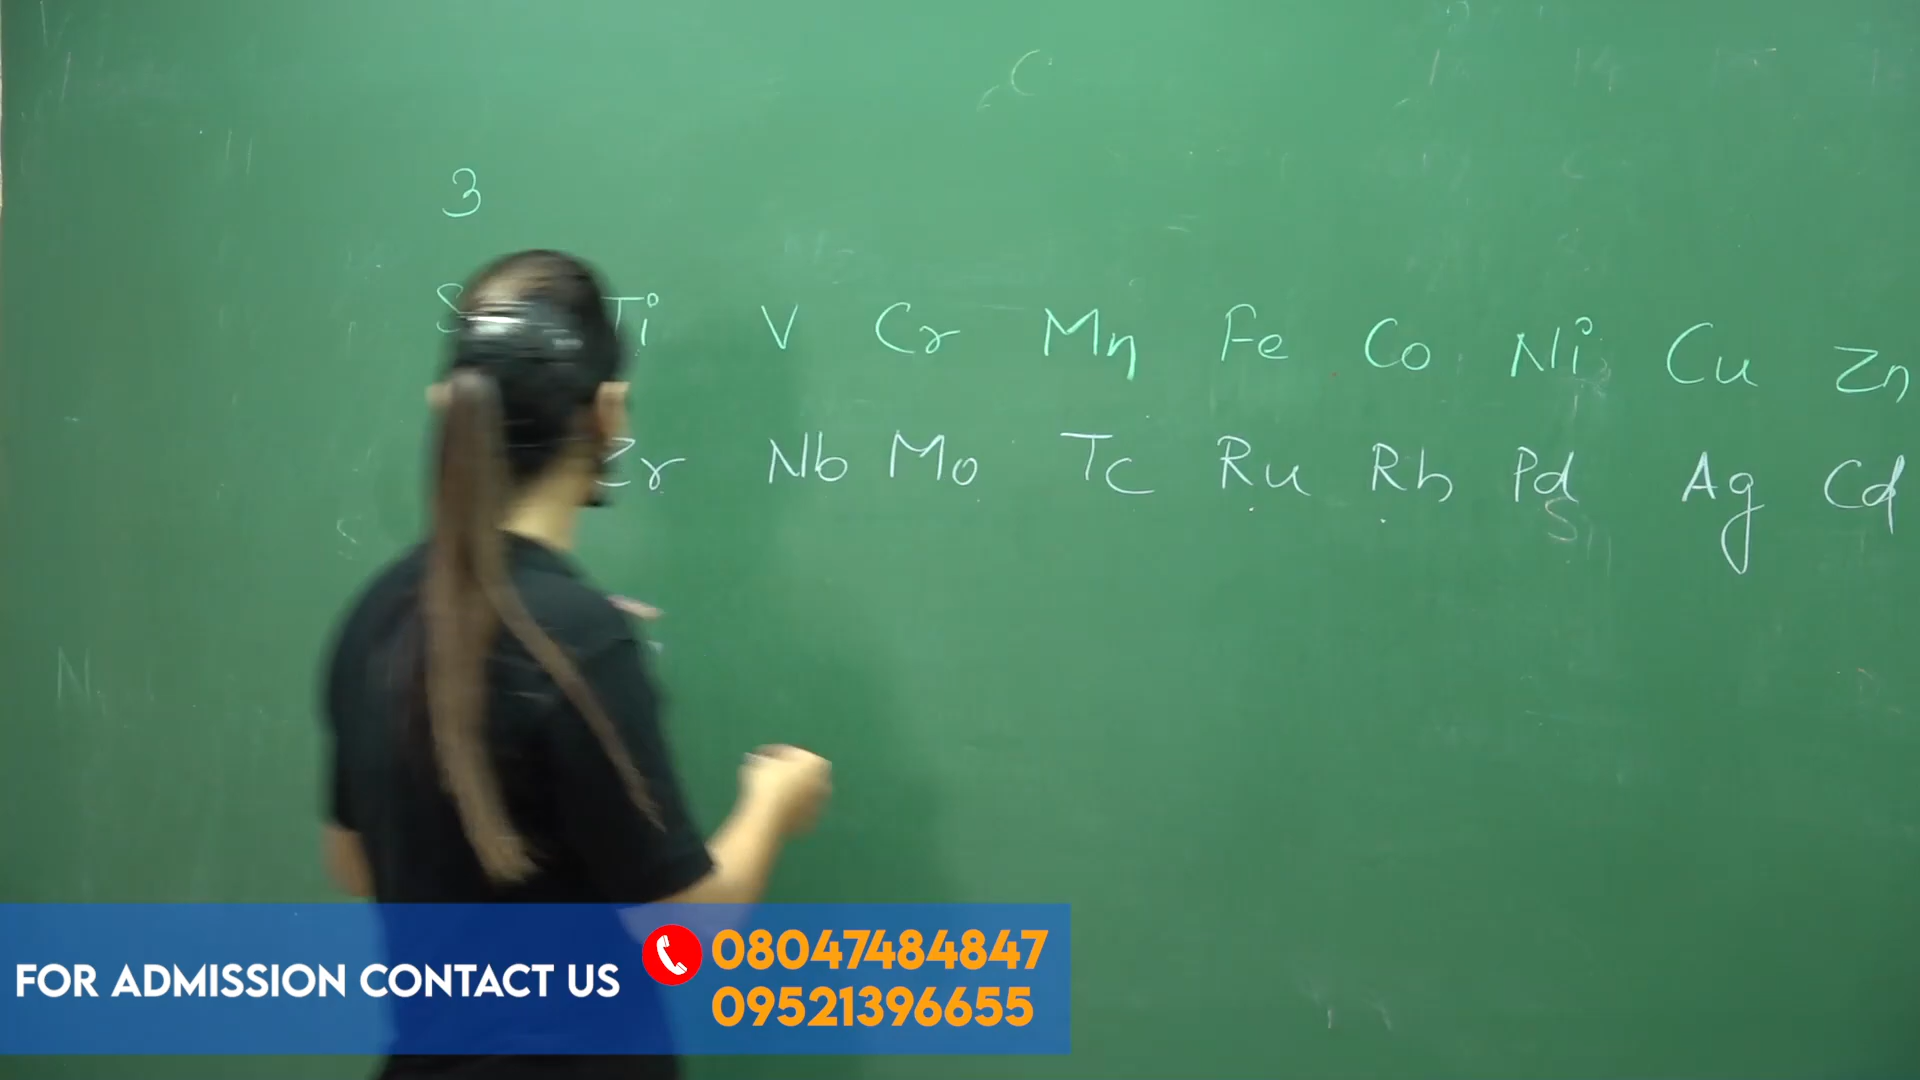 3
Ti V Cr Mn Fe Co Ni Cu Zn
Zr Nb Mo Tc Ru Rh Pd Ag Cd
FOR ADMISSION CONTACT US
08047484847
09521396655